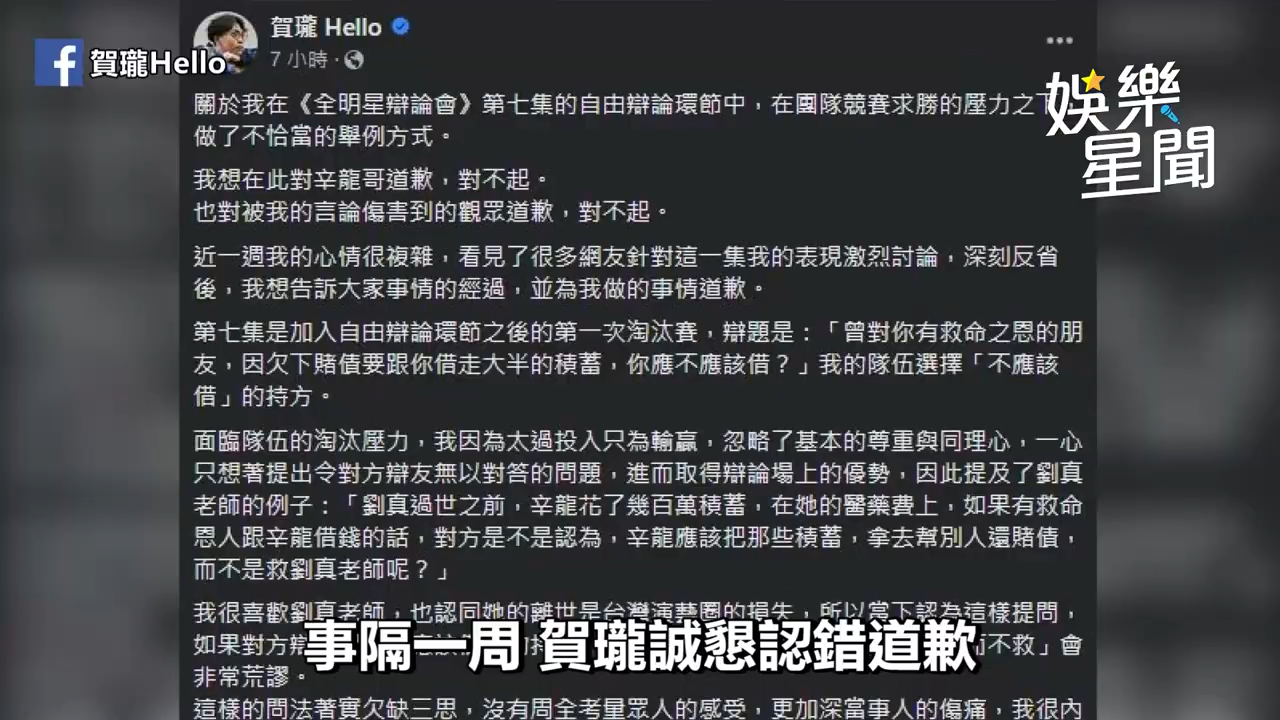 賀瓏 Hello
7 小時
賀瓏Hello
娛樂
星聞
關於我在《全明星辯論會》第七集的自由辯論環節中，在團隊競賽求勝的壓力之下，
做了不恰當的舉例方式。
我想在此對辛龍哥道歉，對不起。
也對被我的言論傷害到的觀眾道歉，對不起。
近一週我的心情很複雜，看見了很多網友針對這一集我的表現激烈討論，深刻反省
後，我想告訴大家事情的經過，並為我做的事情道歉。
第七集是加入自由辯論環節之後的第一次淘汰賽，辯題是：「曾對你有救命之恩的朋
友，因欠下賭債要跟你借走大半的積蓄，你應不應該借？」我的隊伍選擇「不應該
借」的持方。
面臨隊伍的淘汰壓力，我因為太過投入只為輸贏，忽略了基本的尊重與同理心，一心
只想著提出令對方辯友無以對答的問題，進而取得辯論場上的優勢，因此提及了劉真
老師的例子：「劉真過世之前，辛龍花了幾百萬積蓄，在她的醫藥費上，如果有救命
恩人跟辛龍借錢的話，對方是不是認為，辛龍應該把那些積蓄，拿去幫別人還賭債，
而不是救劉真老師呢？」
我很喜歡劉真老師，也認同她的離世是台灣演藝圈的損失，所以當下認為這樣提問，
如果對方辯 而不救」會
非常荒謬。
這樣的問法著實欠缺三思，沒有周全考量眾人的感受，更加深當事人的傷痛，我很內
事隔一周 賀瓏誠懇認錯道歉